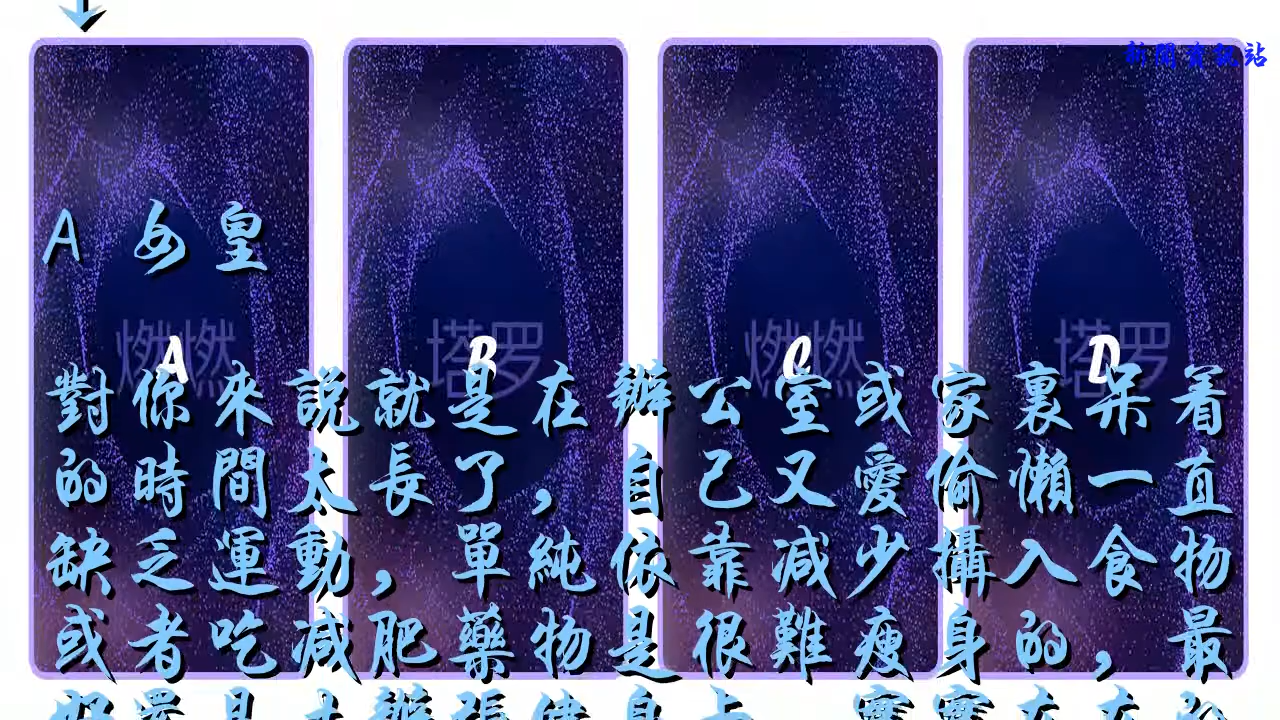 新聞資訊站
A 女皇
燃燃 塔罗 燃燃 塔罗
A B C D
對你來說就是在辦公室或家裏呆着
的時間太長了，自己又愛偷懶一直
缺乏運動，單純依靠減少攝入食物
或者吃減肥藥物是很難瘦身的，最